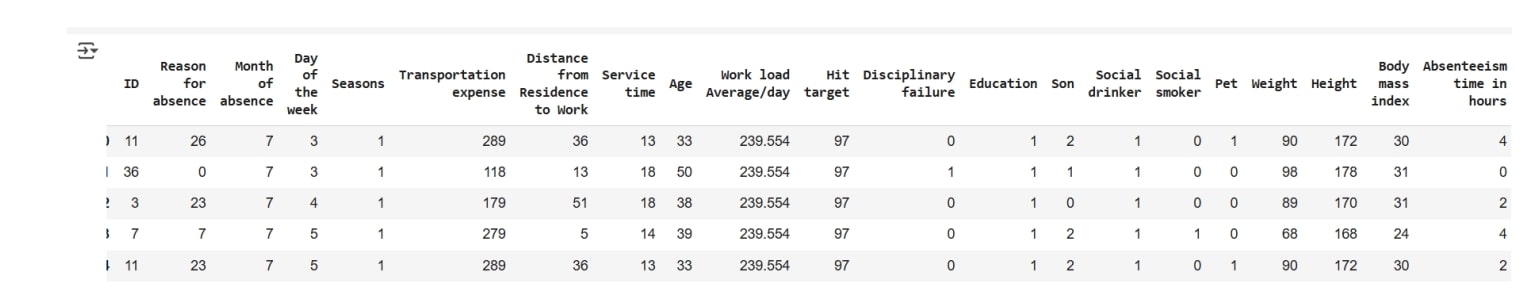 ID Reason for absence Month of absence Day of the week Seasons Transportation expense Distance from Residence to Work Service time Age Work load Average/day Hit target Disciplinary failure Education Son Social drinker Social smoker Pet Weight Height Body mass index Absenteeism time in hours
11 26 7 3 1 289 36 13 33 239.554 97 0 1 2 1 0 1 90 172 30 4
36 0 7 3 1 118 13 18 50 239.554 97 1 1 1 1 0 0 98 178 31 0
3 23 7 4 1 179 51 18 38 239.554 97 0 1 0 1 0 0 89 170 31 2
7 7 7 5 1 279 5 14 39 239.554 97 0 1 2 1 1 0 68 168 24 4
11 23 7 5 1 289 36 13 33 239.554 97 0 1 2 1 0 1 90 172 30 2